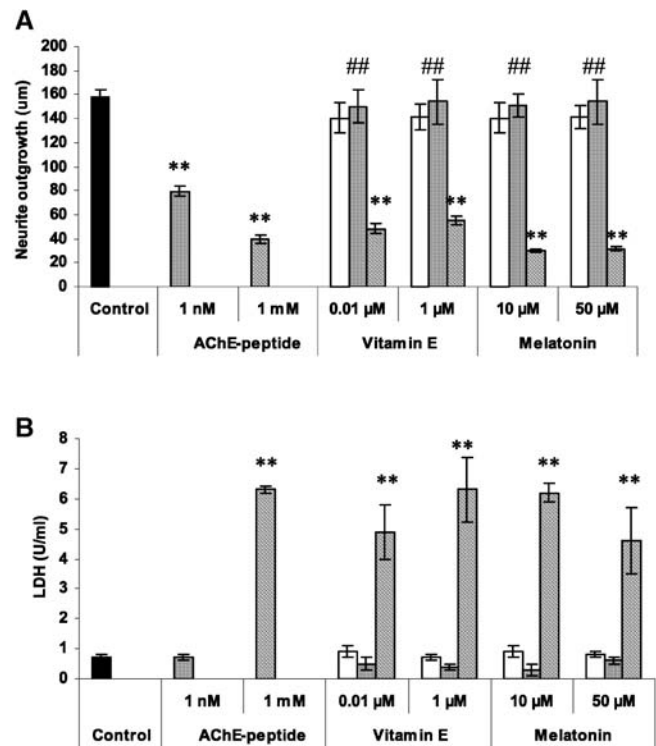 A
Neurite outgrowth (um)
200
180
160
140
120
100
80
60
40
20
0
**
**
##
##
##
##
**
**
**
**
1 nM
1 mM
0.01 µM
1 µM
10 µM
50 µM
Control
AChE-peptide
Vitamin E
Melatonin
B
LDH (U/ml)
8
7
6
5
4
3
2
1
0
**
**
**
**
**
1 nM
1 mM
0.01 µM
1 µM
10 µM
50 µM
Control
AChE-peptide
Vitamin E
Melatonin